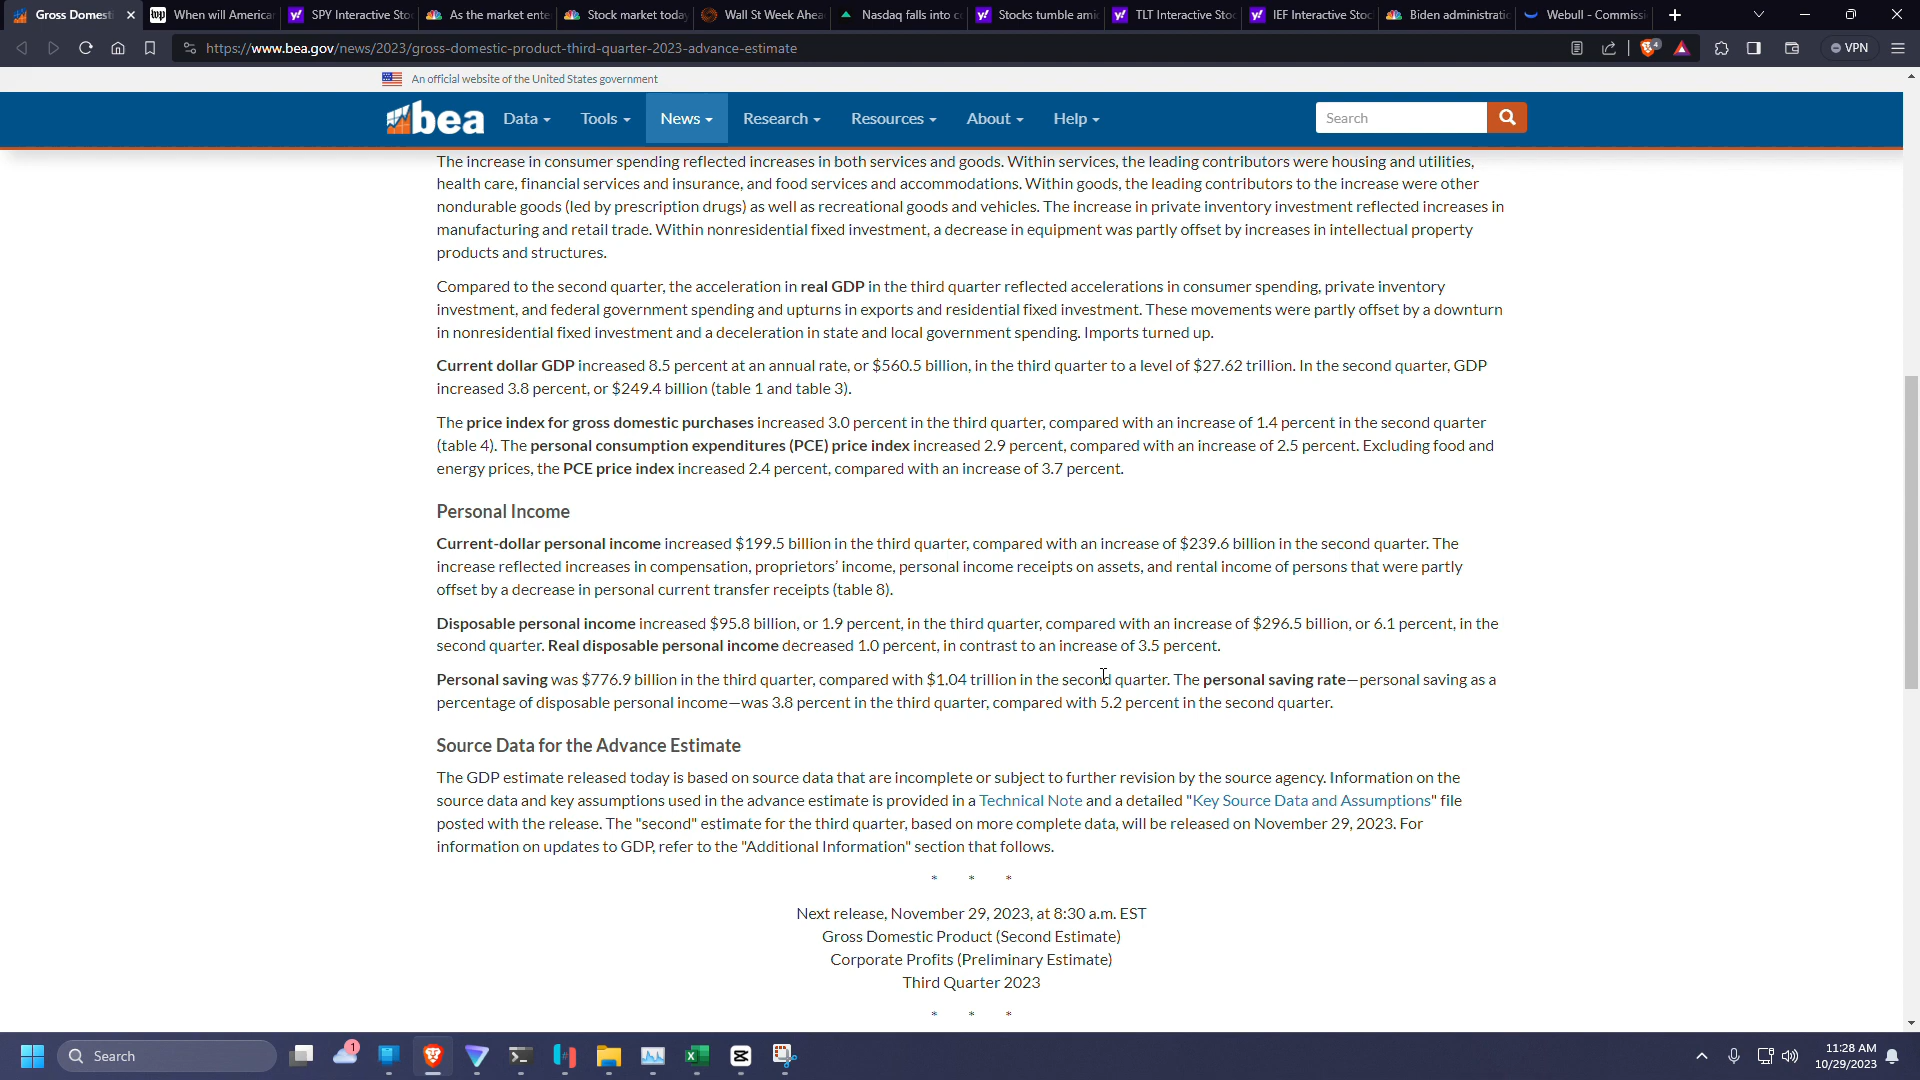 Gross Domesti
When will American
SPY Interactive Stoc
As the market ente
Stock market today
Wall St Week Ahea
Nasdaq falls into co
Stocks tumble amid
TLT Interactive Stoc
IEF Interactive Stoc
Biden administratio
Webull - Commissi
https://www.bea.gov/news/2023/gross-domestic-product-third-quarter-2023-advance-estimate
4
VPN
An official website of the United States government
bea
Data
Tools
News
Research
Resources
About
Help
Search
The increase in consumer spending reflected increases in both services and goods. Within services, the leading contributors were housing and utilities,
health care, financial services and insurance, and food services and accommodations. Within goods, the leading contributors to the increase were other
nondurable goods (led by prescription drugs) as well as recreational goods and vehicles. The increase in private inventory investment reflected increases in
manufacturing and retail trade. Within nonresidential fixed investment, a decrease in equipment was partly offset by increases in intellectual property
products and structures.
Compared to the second quarter, the acceleration in real GDP in the third quarter reflected accelerations in consumer spending, private inventory
investment, and federal government spending and upturns in exports and residential fixed investment. These movements were partly offset by a downturn
in nonresidential fixed investment and a deceleration in state and local government spending. Imports turned up.
Current dollar GDP increased 8.5 percent at an annual rate, or $560.5 billion, in the third quarter to a level of $27.62 trillion. In the second quarter, GDP
increased 3.8 percent, or $249.4 billion (table 1 and table 3).
The price index for gross domestic purchases increased 3.0 percent in the third quarter, compared with an increase of 1.4 percent in the second quarter
(table 4). The personal consumption expenditures (PCE) price index increased 2.9 percent, compared with an increase of 2.5 percent. Excluding food and
energy prices, the PCE price index increased 2.4 percent, compared with an increase of 3.7 percent.
Personal Income
Current-dollar personal income increased $199.5 billion in the third quarter, compared with an increase of $239.6 billion in the second quarter. The
increase reflected increases in compensation, proprietors' income, personal income receipts on assets, and rental income of persons that were partly
offset by a decrease in personal current transfer receipts (table 8).
Disposable personal income increased $95.8 billion, or 1.9 percent, in the third quarter, compared with an increase of $296.5 billion, or 6.1 percent, in the
second quarter. Real disposable personal income decreased 1.0 percent, in contrast to an increase of 3.5 percent.
Personal saving was $776.9 billion in the third quarter, compared with $1.04 trillion in the second quarter. The personal saving rate—personal saving as a
percentage of disposable personal income—was 3.8 percent in the third quarter, compared with 5.2 percent in the second quarter.
Source Data for the Advance Estimate
The GDP estimate released today is based on source data that are incomplete or subject to further revision by the source agency. Information on the
source data and key assumptions used in the advance estimate is provided in a Technical Note and a detailed "Key Source Data and Assumptions" file
posted with the release. The "second" estimate for the third quarter, based on more complete data, will be released on November 29, 2023. For
information on updates to GDP, refer to the "Additional Information" section that follows.
* * *
Next release, November 29, 2023, at 8:30 a.m. EST
Gross Domestic Product (Second Estimate)
Corporate Profits (Preliminary Estimate)
Third Quarter 2023
* * *
Search
1
11:28 AM
10/29/2023